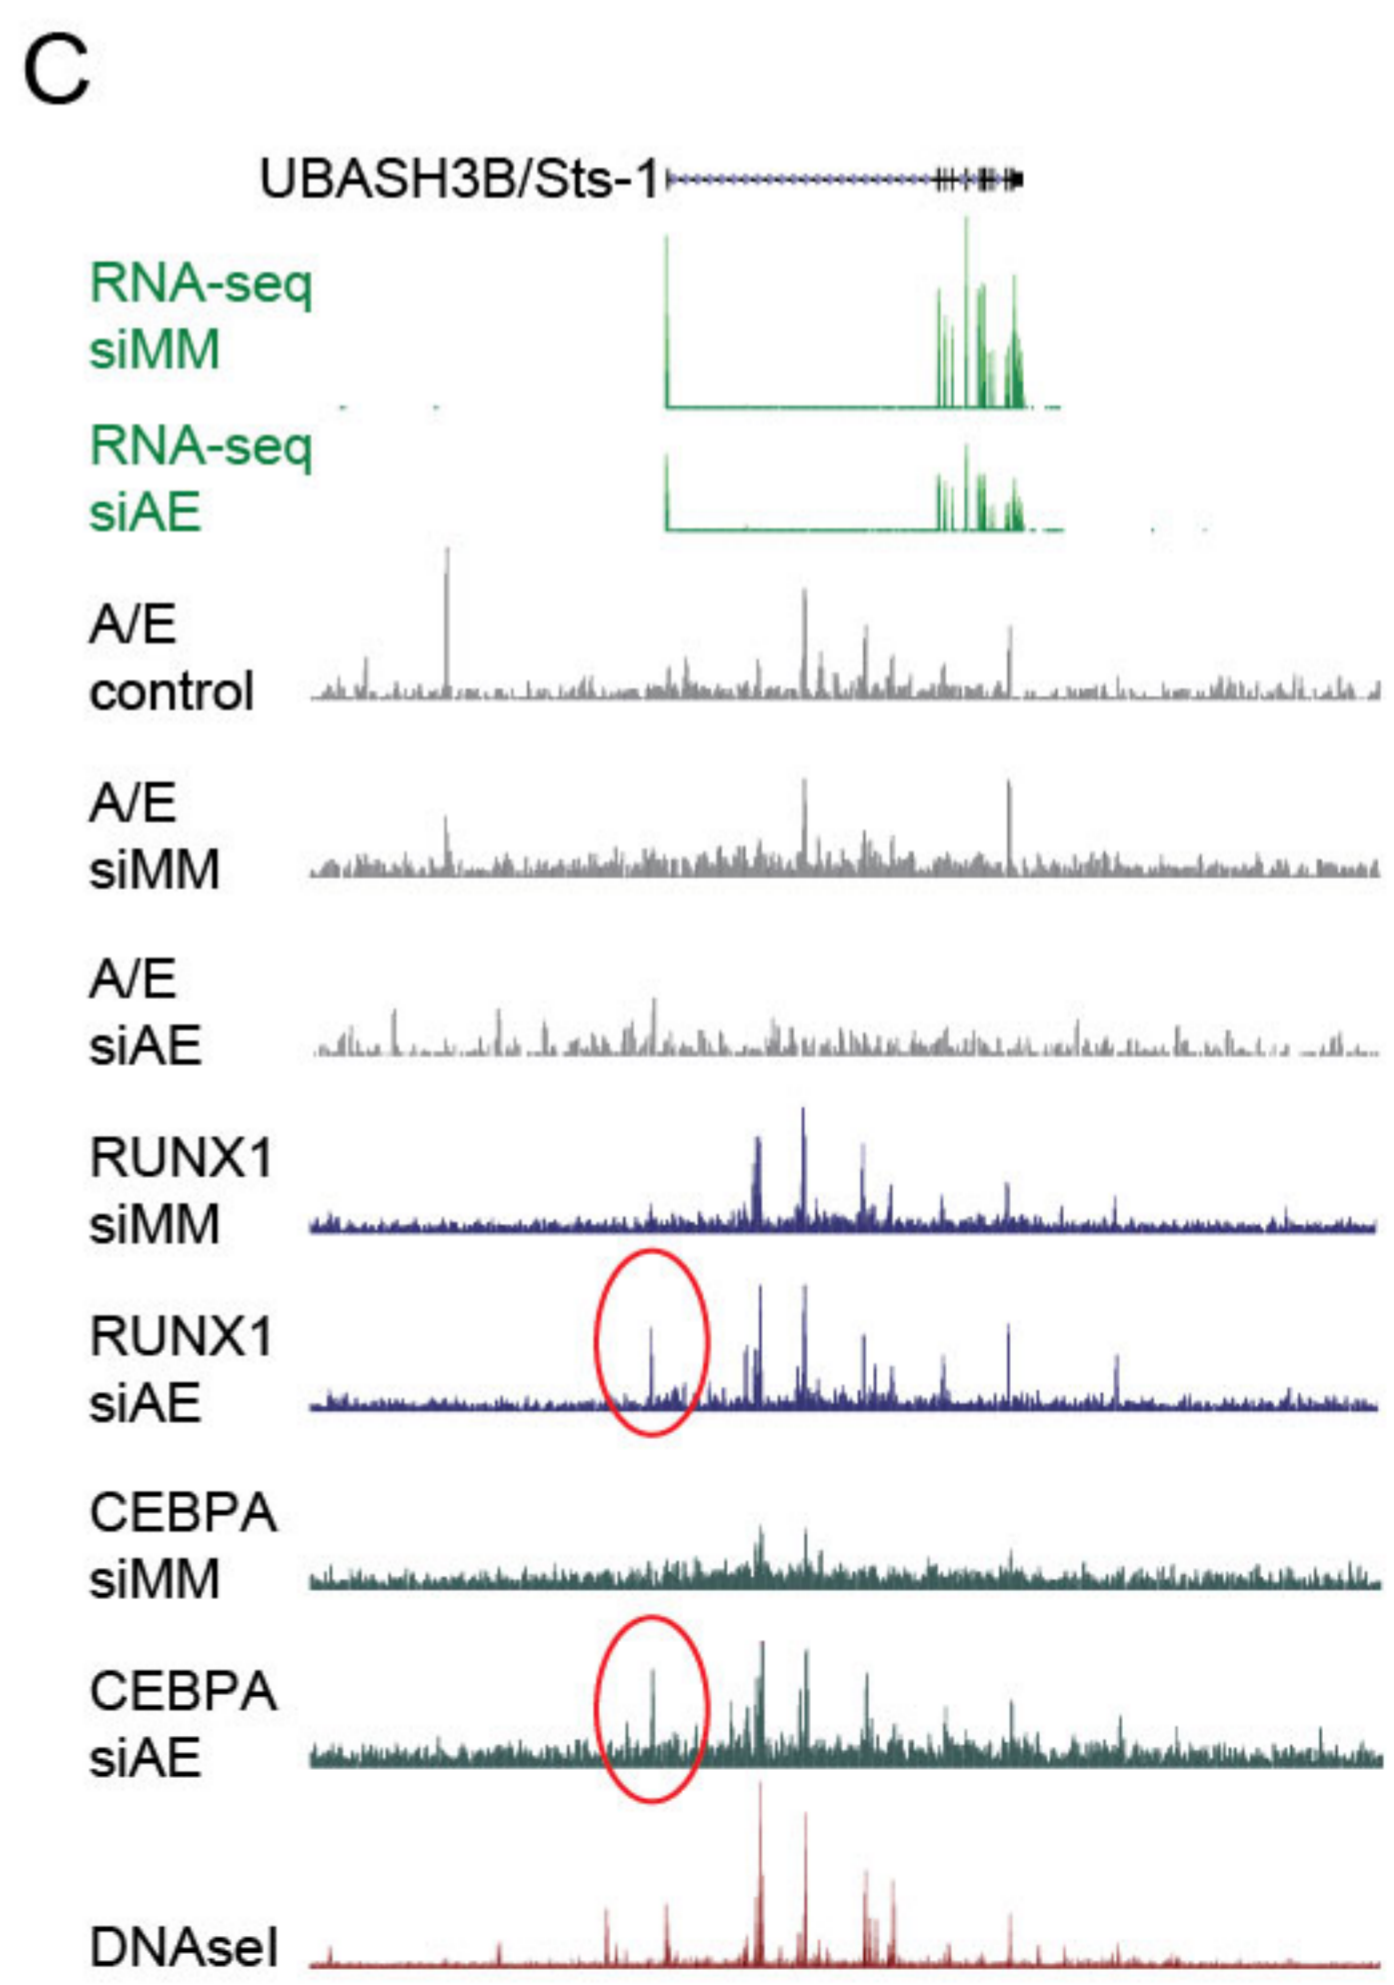 C
UBASH3B/Sts-1
RNA-seq
siMM
RNA-seq
siAE
A/E
control
A/E
siMM
A/E
siAE
RUNX1
siMM
RUNX1
siAE
CEBPA
siMM
CEBPA
siAE
DNAseI